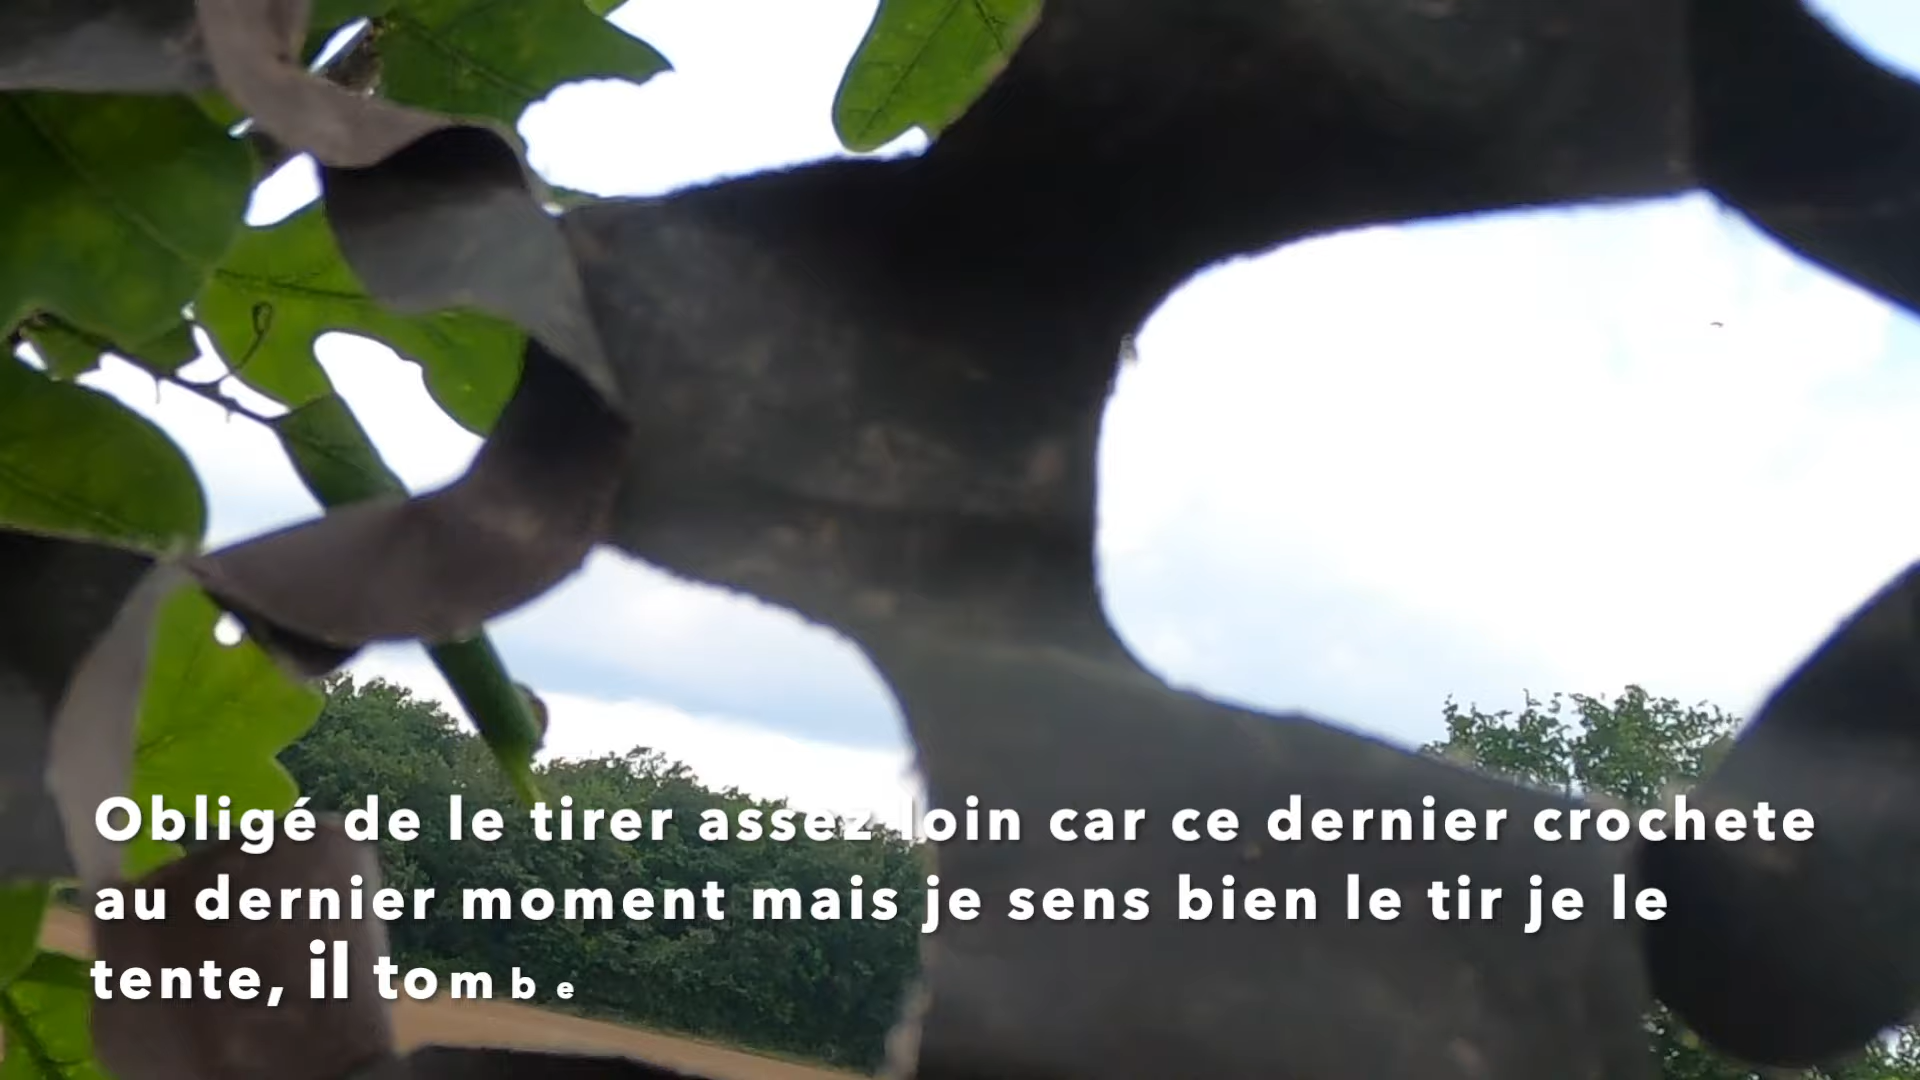 Obligé de le tirer assez loin car ce dernier crochete
au dernier moment mais je sens bien le tir je le
tente, il tombe